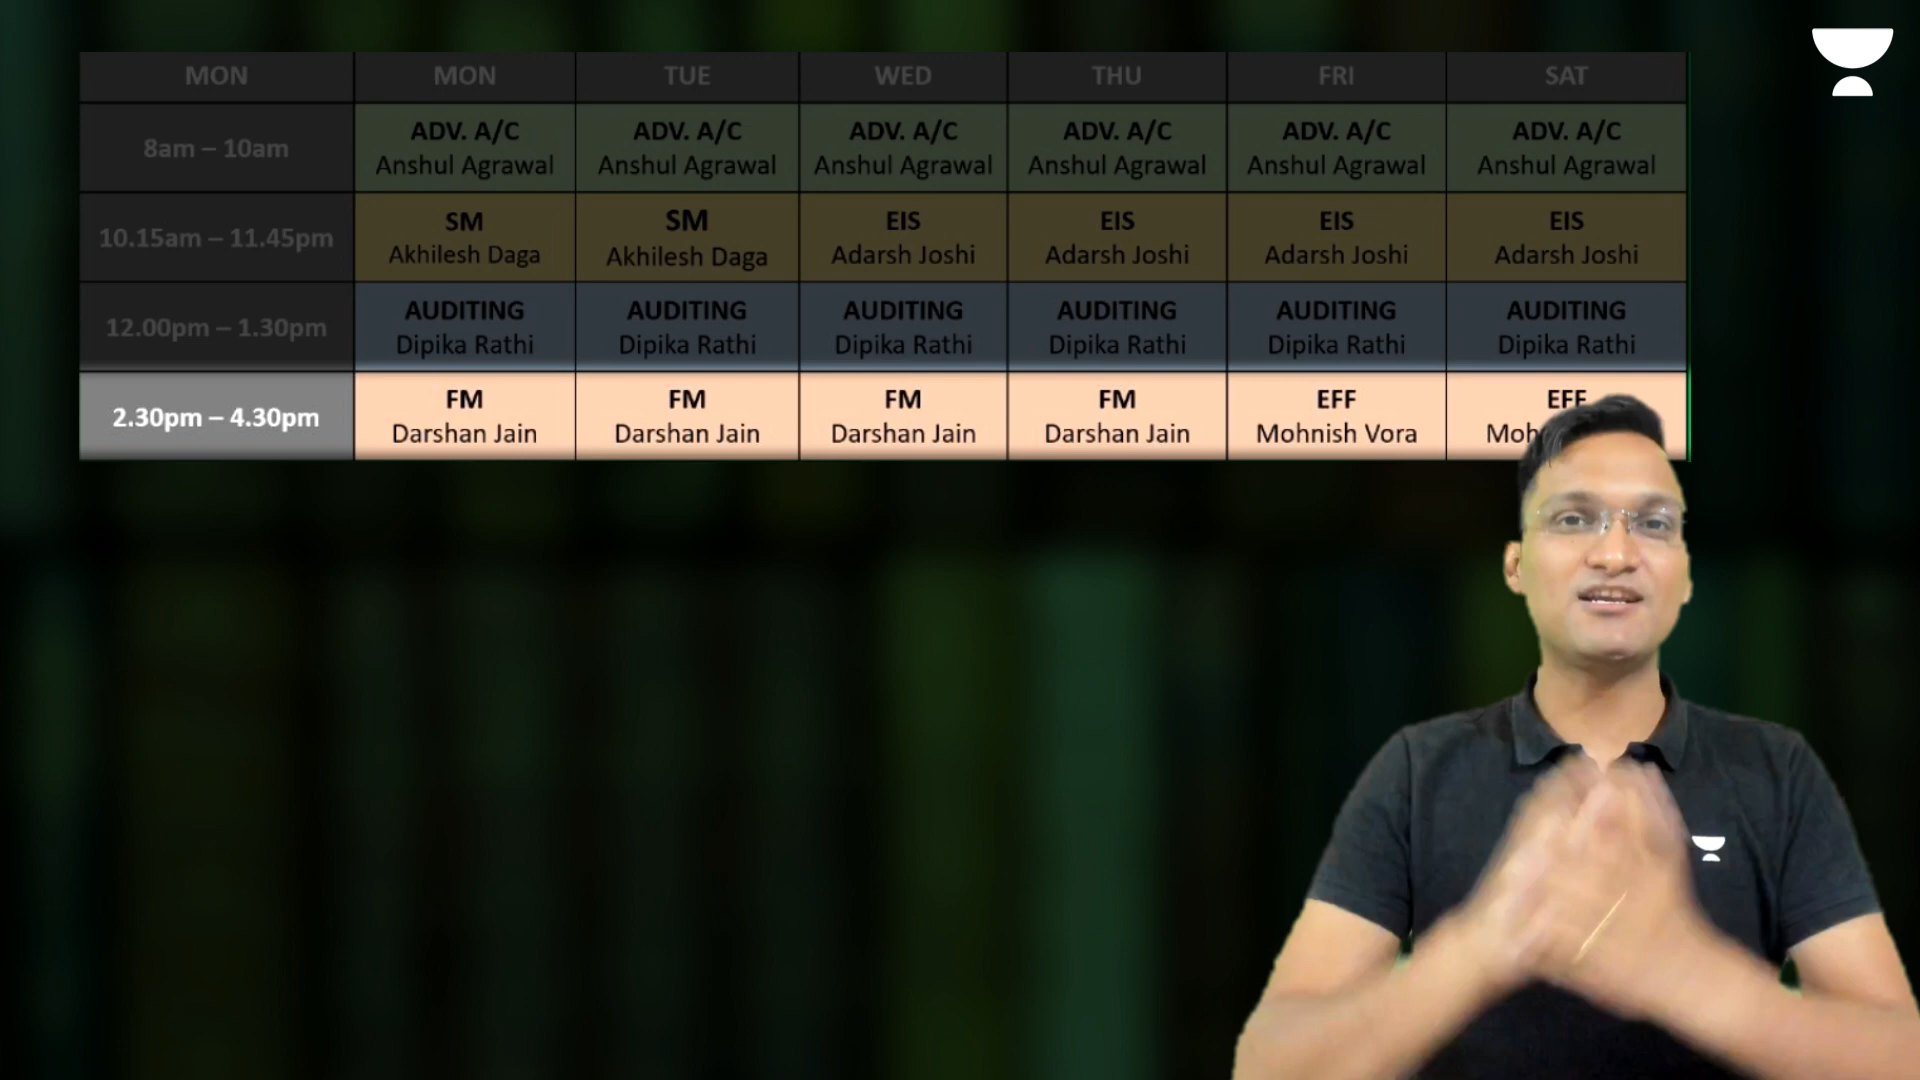 MON MON TUE WED THU FRI SAT
8am – 10am ADV. A/C ADV. A/C ADV. A/C ADV. A/C ADV. A/C ADV. A/C
Anshul Agrawal Anshul Agrawal Anshul Agrawal Anshul Agrawal Anshul Agrawal Anshul Agrawal
10.15am – 11.45pm SM SM EIS EIS EIS EIS
Akhilesh Daga Akhilesh Daga Adarsh Joshi Adarsh Joshi Adarsh Joshi Adarsh Joshi
12.00pm – 1.30pm AUDITING AUDITING AUDITING AUDITING AUDITING AUDITING
Dipika Rathi Dipika Rathi Dipika Rathi Dipika Rathi Dipika Rathi Dipika Rathi
2.30pm – 4.30pm FM FM FM FM EFF EFF
Darshan Jain Darshan Jain Darshan Jain Darshan Jain Mohnish Vora